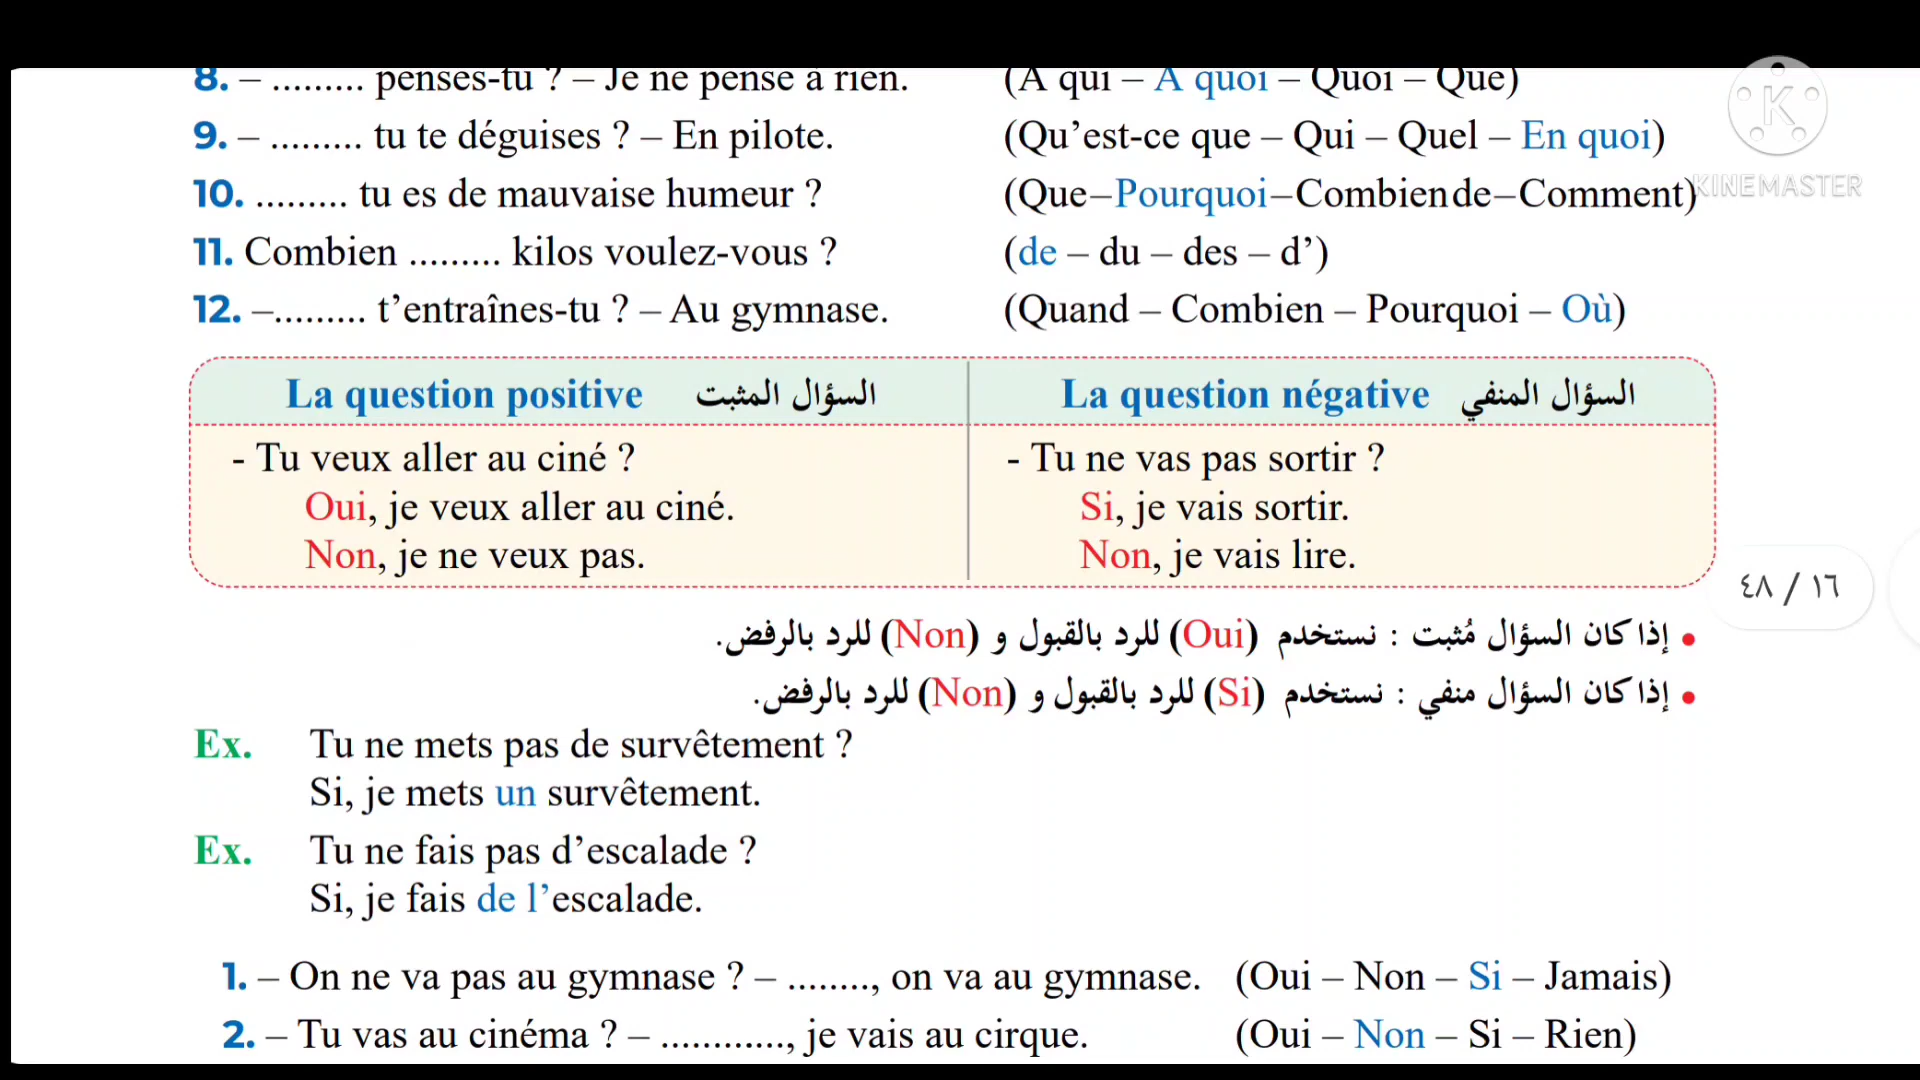 8. – ......... penses-tu ? – Je ne pense à rien. (A qui – A quoi – Quoi – Que)
9. – ......... tu te déguises ? – En pilote. (Qu’est-ce que – Qui – Quel – En quoi)
10. ......... tu es de mauvaise humeur ? (Que–Pourquoi–Combien de–Comment)
KINEMASTER
11. Combien ......... kilos voulez-vous ? (de – du – des – d’)
12. –......... t’entraînes-tu ? – Au gymnase. (Quand – Combien – Pourquoi – Où)
La question positive السؤال المثبت
- Tu veux aller au ciné ?
Oui, je veux aller au ciné.
Non, je ne veux pas.
La question négative السؤال المنفي
- Tu ne vas pas sortir ?
Si, je vais sortir.
Non, je vais lire.
١٦ / ٤٨
• إذا كان السؤال مُثبت : نستخدم (Oui) للرد بالقبول و (Non) للرد بالرفض.
• إذا كان السؤال منفي : نستخدم (Si) للرد بالقبول و (Non) للرد بالرفض.
Ex. Tu ne mets pas de survêtement ?
Si, je mets un survêtement.
Ex. Tu ne fais pas d’escalade ?
Si, je fais de l’escalade.
1. – On ne va pas au gymnase ? – ........, on va au gymnase. (Oui – Non – Si – Jamais)
2. – Tu vas au cinéma ? – ............, je vais au cirque. (Oui – Non – Si – Rien)